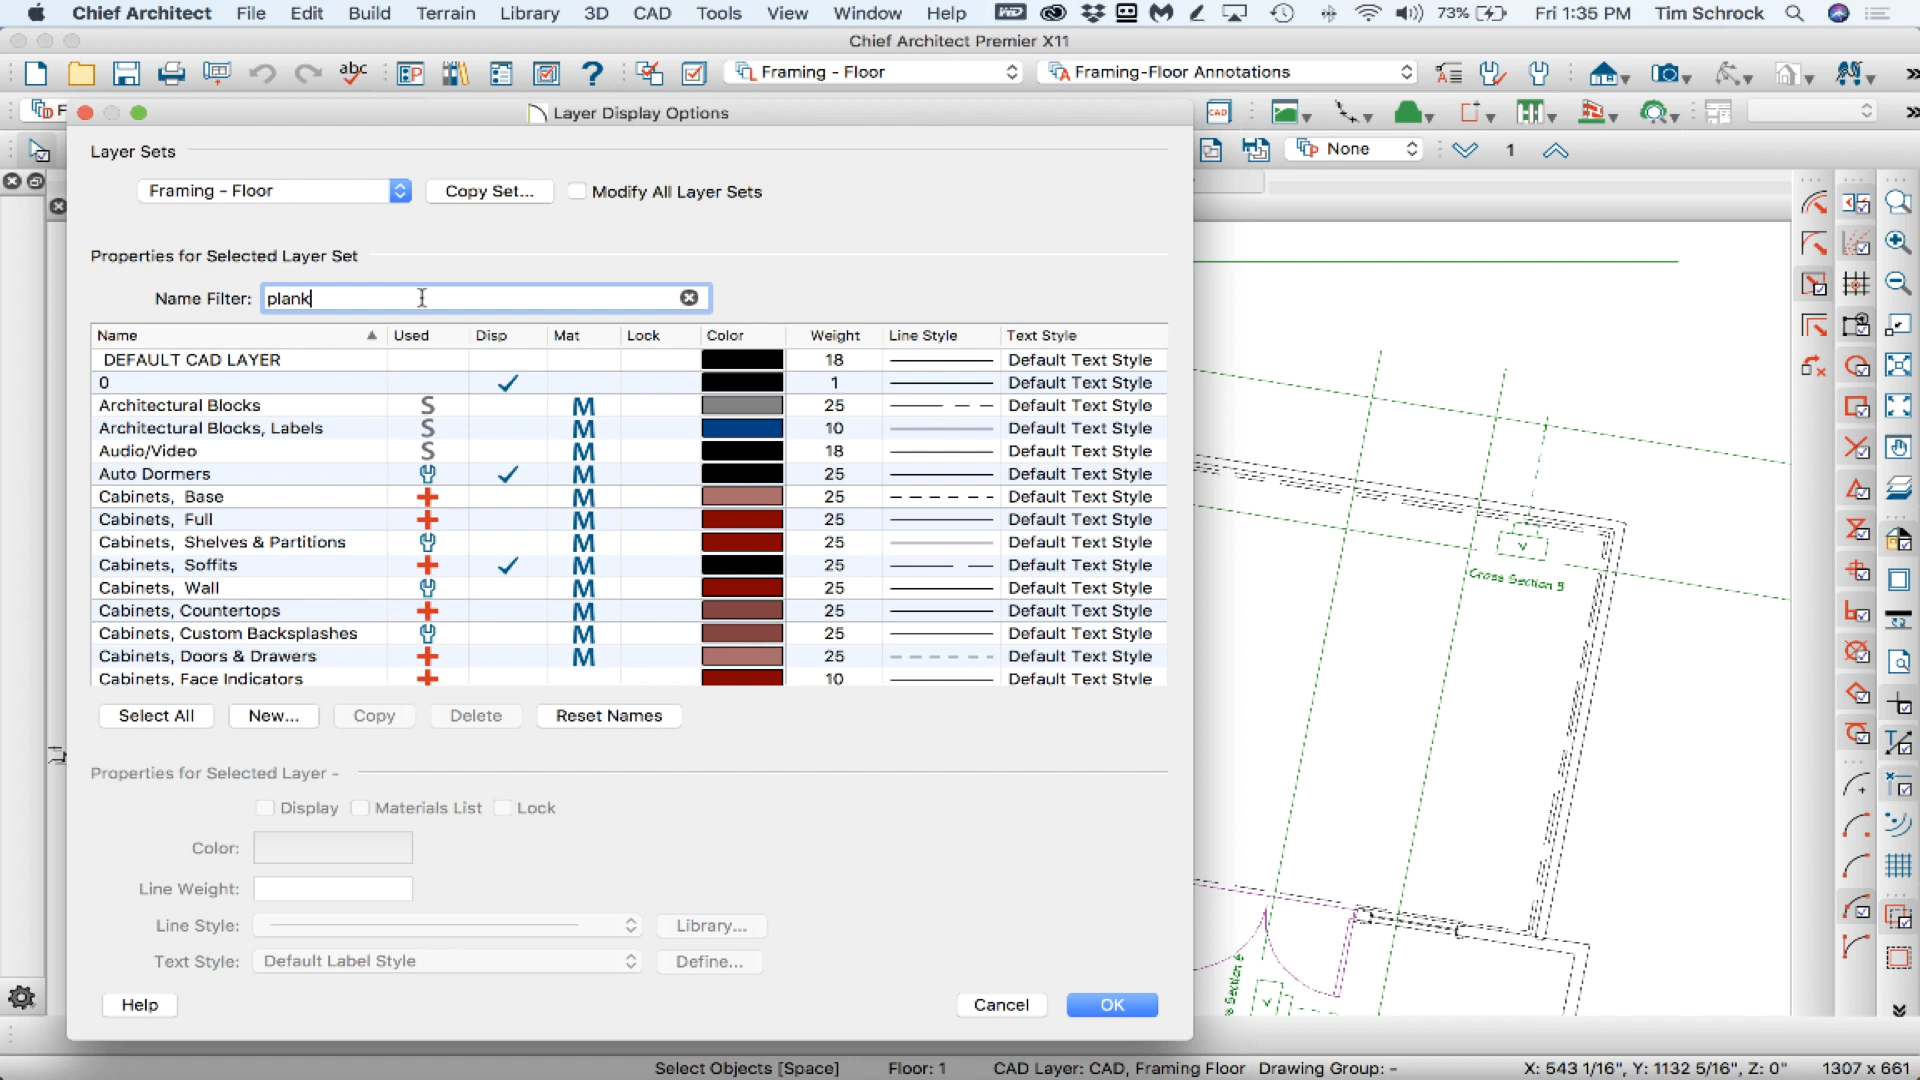 Chief Architect File Edit Build Terrain Library 3D CAD Tools View Window Help 73% Fri 1:35 PM Tim Schrock
Chief Architect Premier X11
abc Framing - Floor Framing-Floor Annotations
Layer Display Options
Layer Sets
Framing - Floor Copy Set... Modify All Layer Sets
None 1
Properties for Selected Layer Set
Name Filter: plank
Name Used Disp Mat Lock Color Weight Line Style Text Style
DEFAULT CAD LAYER 18 Default Text Style
0 1 Default Text Style
Architectural Blocks S M 25 Default Text Style
Architectural Blocks, Labels S M 10 Default Text Style
Audio/Video S M 18 Default Text Style
Auto Dormers M 25 Default Text Style
Cabinets, Base M 25 Default Text Style
Cabinets, Full M 25 Default Text Style
Cabinets, Shelves & Partitions M 25 Default Text Style
Cabinets, Soffits M 25 Default Text Style
Cabinets, Wall M 25 Default Text Style
Cabinets, Countertops M 25 Default Text Style
Cabinets, Custom Backsplashes M 25 Default Text Style
Cabinets, Doors & Drawers M 25 Default Text Style
Cabinets, Face Indicators 10 Default Text Style
Select All New... Copy Delete Reset Names
Properties for Selected Layer -
Display Materials List Lock
Color:
Line Weight:
Line Style: Library...
Text Style: Default Label Style Define...
Help Cancel OK
CAD
Cross Section 9
Select Objects [Space] Floor: 1 CAD Layer: CAD, Framing Floor Drawing Group: - X: 543 1/16", Y: 1132 5/16", Z: 0" 1307 x 661